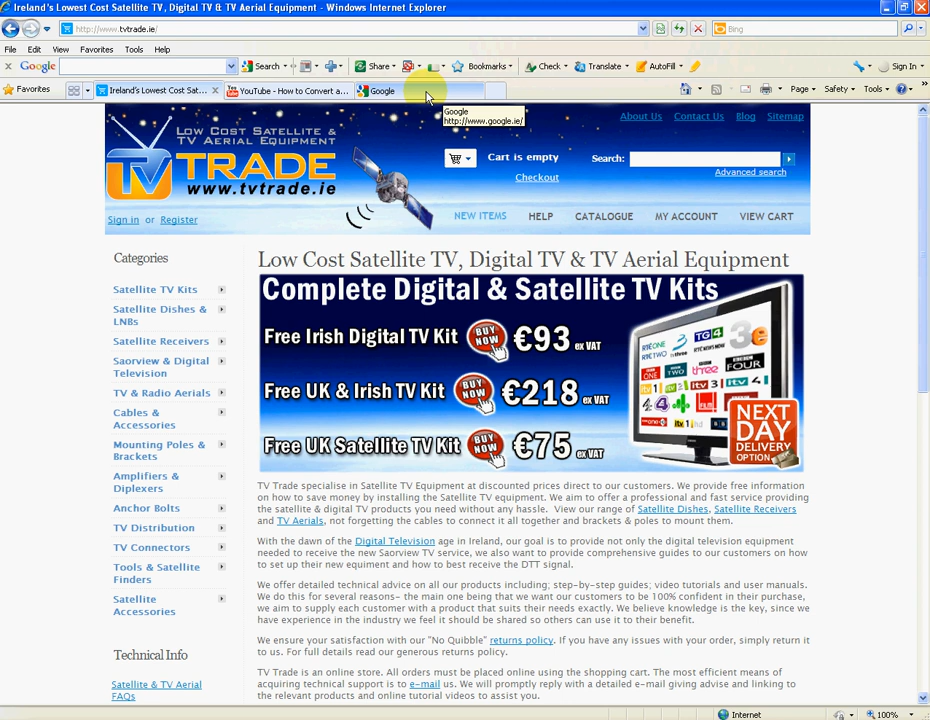 Ireland's Lowest Cost Satellite TV, Digital TV & TV Aerial Equipment - Windows Internet Explorer
http://www.tvtrade.ie/
Bing
File Edit View Favorites Tools Help
x Google Search Share Bookmarks Check Translate AutoFill Sign In
Favorites Ireland's Lowest Cost Sat... x YouTube - How to Convert a... Google Page Safety Tools
Google
http://www.google.ie/
About Us Contact Us Blog Sitemap
LOW COST SATELLITE &
TV AERIAL EQUIPMENT
TV TRADE
www.tvtrade.ie
Cart is empty
Search:
Checkout
Advanced search
Sign in or Register
NEW ITEMS HELP CATALOGUE MY ACCOUNT VIEW CART
Categories
Satellite TV Kits
Satellite Dishes &
LNBs
Satellite Receivers
Saorview & Digital
Television
TV & Radio Aerials
Cables &
Accessories
Mounting Poles &
Brackets
Amplifiers &
Diplexers
Anchor Bolts
TV Distribution
TV Connectors
Tools & Satellite
Finders
Satellite
Accessories
Technical Info
Satellite & TV Aerial
FAQs
Low Cost Satellite TV, Digital TV & TV Aerial Equipment
Complete Digital & Satellite TV Kits
Free Irish Digital TV Kit BUY NOW €93 ex VAT
Free UK & Irish TV Kit BUY NOW €218 ex VAT
Free UK Satellite TV Kit BUY NOW €75 ex VAT
RTÉ ONE
RTÉ TWO
three
TG4
RTÉ NEWS NOW
3e
BBC ONE
BBC TWO
BBC three
BBC FOUR
itv1 itv2 itv3 itv4
NEXT
DAY
DELIVERY
OPTION
TV Trade specialise in Satellite TV Equipment at discounted prices direct to our customers. We provide free information
on how to save money by installing the Satellite TV equipment. We aim to offer a professional and fast service providing
the satellite & digital TV products you need without any hassle. View our range of Satellite Dishes, Satellite Receivers
and TV Aerials, not forgetting the cables to connect it all together and brackets & poles to mount them.
With the dawn of the Digital Television age in Ireland, our goal is to provide not only the digital television equipment
needed to receive the new Saorview TV service, we also want to provide comprehensive guides to our customers on how
to set up their new equiment and how to best receive the DTT signal.
We offer detailed technical advice on all our products including; step-by-step guides; video tutorials and user manuals.
We do this for several reasons- the main one being that we want our customers to be 100% confident in their purchase,
we aim to supply each customer with a product that suits their needs exactly. We believe knowledge is the key, since we
have experience in the industry we feel it should be shared so others can use it to their benefit.
We ensure your satisfaction with our "No Quibble" returns policy. If you have any issues with your order, simply return it
to us. For full details read our generous returns policy.
TV Trade is an online store. All orders must be placed online using the shopping cart. The most efficient means of
acquiring technical support is to e-mail us. We will promptly reply with a detailed e-mail giving advise and linking to
the relevant products and online tutorial videos to assist you.
Internet 100%